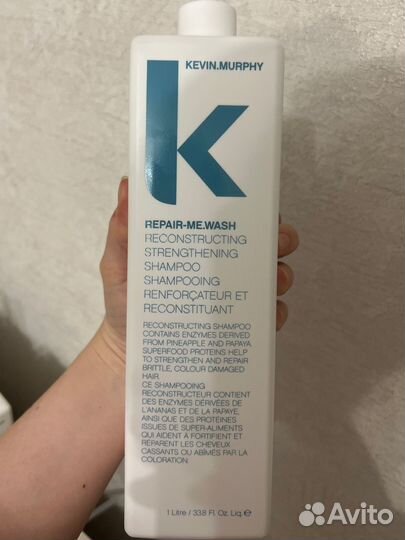 KEVIN.MURPHY
K
REPAIR-ME.WASH
RECONSTRUCTING
STRENGTHENING
SHAMPOO
SHAMPOOING
RENFORÇATEUR ET
RECONSTITUANT
RECONSTRUCTING SHAMPOO
CONTAINS ENZYMES DERIVED
FROM PINEAPPLE AND PAPAYA.
SUPERFOOD PROTEINS HELP
TO STRENGTHEN AND REPAIR
BRITTLE, COLOUR DAMAGED
HAIR.
CE SHAMPOOING
RECONSTRUCTEUR CONTIENT
DES ENZYMES DÉRIVÉES DE
L'ANANAS ET DE LA PAPAYE,
AINSI QUE DES PROTÉINES
ISSUES DE SUPER-ALIMENTS
QUI AIDENT À FORTIFIENT ET
RÉPARENT LES CHEVEUX
CASSANTS OU ABÎMÉS PAR LA
COLORATION.
1 Litre / 33.8 Fl. Oz. Liq. e
Avito